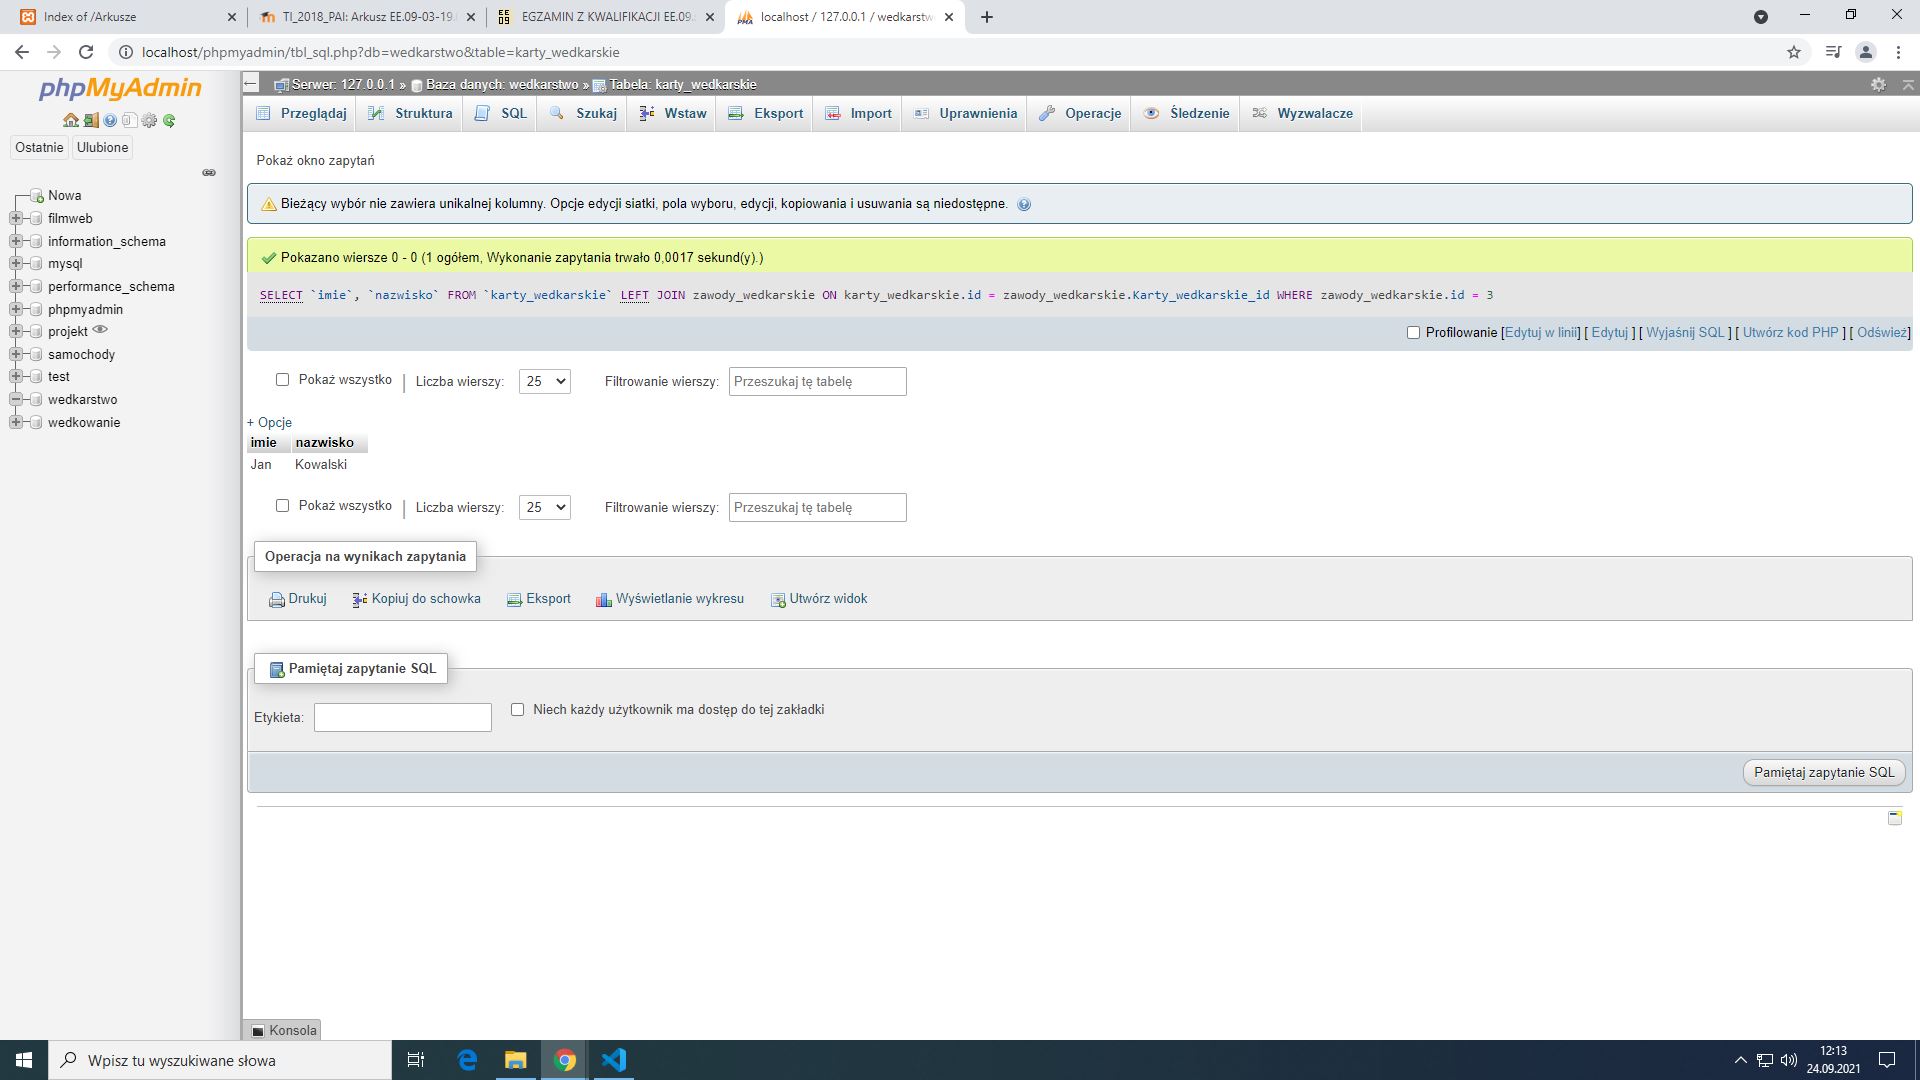 Index of /Arkusze
TI_2018_PAI: Arkusz EE.09-03-19.
EGZAMIN Z KWALIFIKACJI EE.09.
localhost / 127.0.0.1 / wedkarstw
localhost/phpmyadmin/tbl_sql.php?db=wedkarstwo&table=karty_wedkarskie
phpMyAdmin
Ostatnie Ulubione
Nowa
filmweb
information_schema
mysql
performance_schema
phpmyadmin
projekt
samochody
test
wedkarstwo
wedkowanie
Serwer: 127.0.0.1 » Baza danych: wedkarstwo » Tabela: karty_wedkarskie
Przeglądaj Struktura SQL Szukaj Wstaw Eksport Import Uprawnienia Operacje Śledzenie Wyzwalacze
Pokaż okno zapytań
Bieżący wybór nie zawiera unikalnej kolumny. Opcje edycji siatki, pola wyboru, edycji, kopiowania i usuwania są niedostępne.
Pokazano wiersze 0 - 0 (1 ogółem, Wykonanie zapytania trwało 0,0017 sekund(y).)
SELECT `imie`, `nazwisko` FROM `karty_wedkarskie` LEFT JOIN zawody_wedkarskie ON karty_wedkarskie.id = zawody_wedkarskie.Karty_wedkarskie_id WHERE zawody_wedkarskie.id = 3
Profilowanie [Edytuj w linii] [ Edytuj ] [ Wyjaśnij SQL ] [ Utwórz kod PHP ] [ Odśwież]
Pokaż wszystko | Liczba wierszy: 25 Filtrowanie wierszy: Przeszukaj tę tabelę
+ Opcje
imie nazwisko
Jan Kowalski
Pokaż wszystko | Liczba wierszy: 25 Filtrowanie wierszy: Przeszukaj tę tabelę
Operacja na wynikach zapytania
Drukuj Kopiuj do schowka Eksport Wyświetlanie wykresu Utwórz widok
Pamiętaj zapytanie SQL
Etykieta: Niech każdy użytkownik ma dostęp do tej zakładki
Pamiętaj zapytanie SQL
Konsola
Wpisz tu wyszukiwane słowa
12:13
24.09.2021